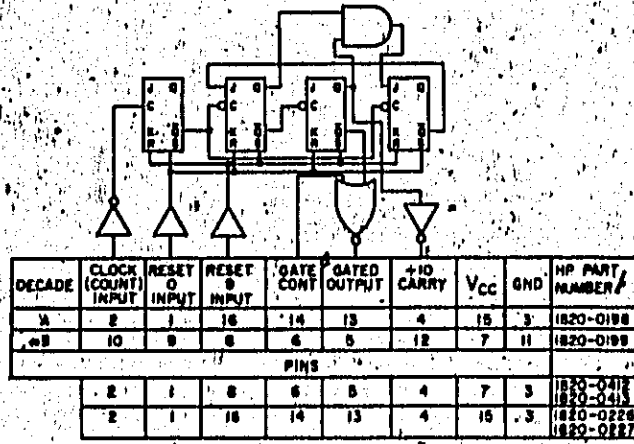 J Q J Q J Q J Q
C C C C
K Q K Q K Q K Q
R R S R R S
DECADE CLOCK (COUNT) INPUT RESET 0 INPUT RESET 9 INPUT GATE CONT GATED OUTPUT ÷10 CARRY VCC GND HP PART NUMBER
A 2 1 16 14 13 4 15 3 1820-0198
B 10 9 8 6 5 12 7 11 1820-0199
PINS
2 1 8 6 5 4 7 3 1820-0412 1820-0413
2 1 16 14 13 4 15 3 1820-0226 1820-0227